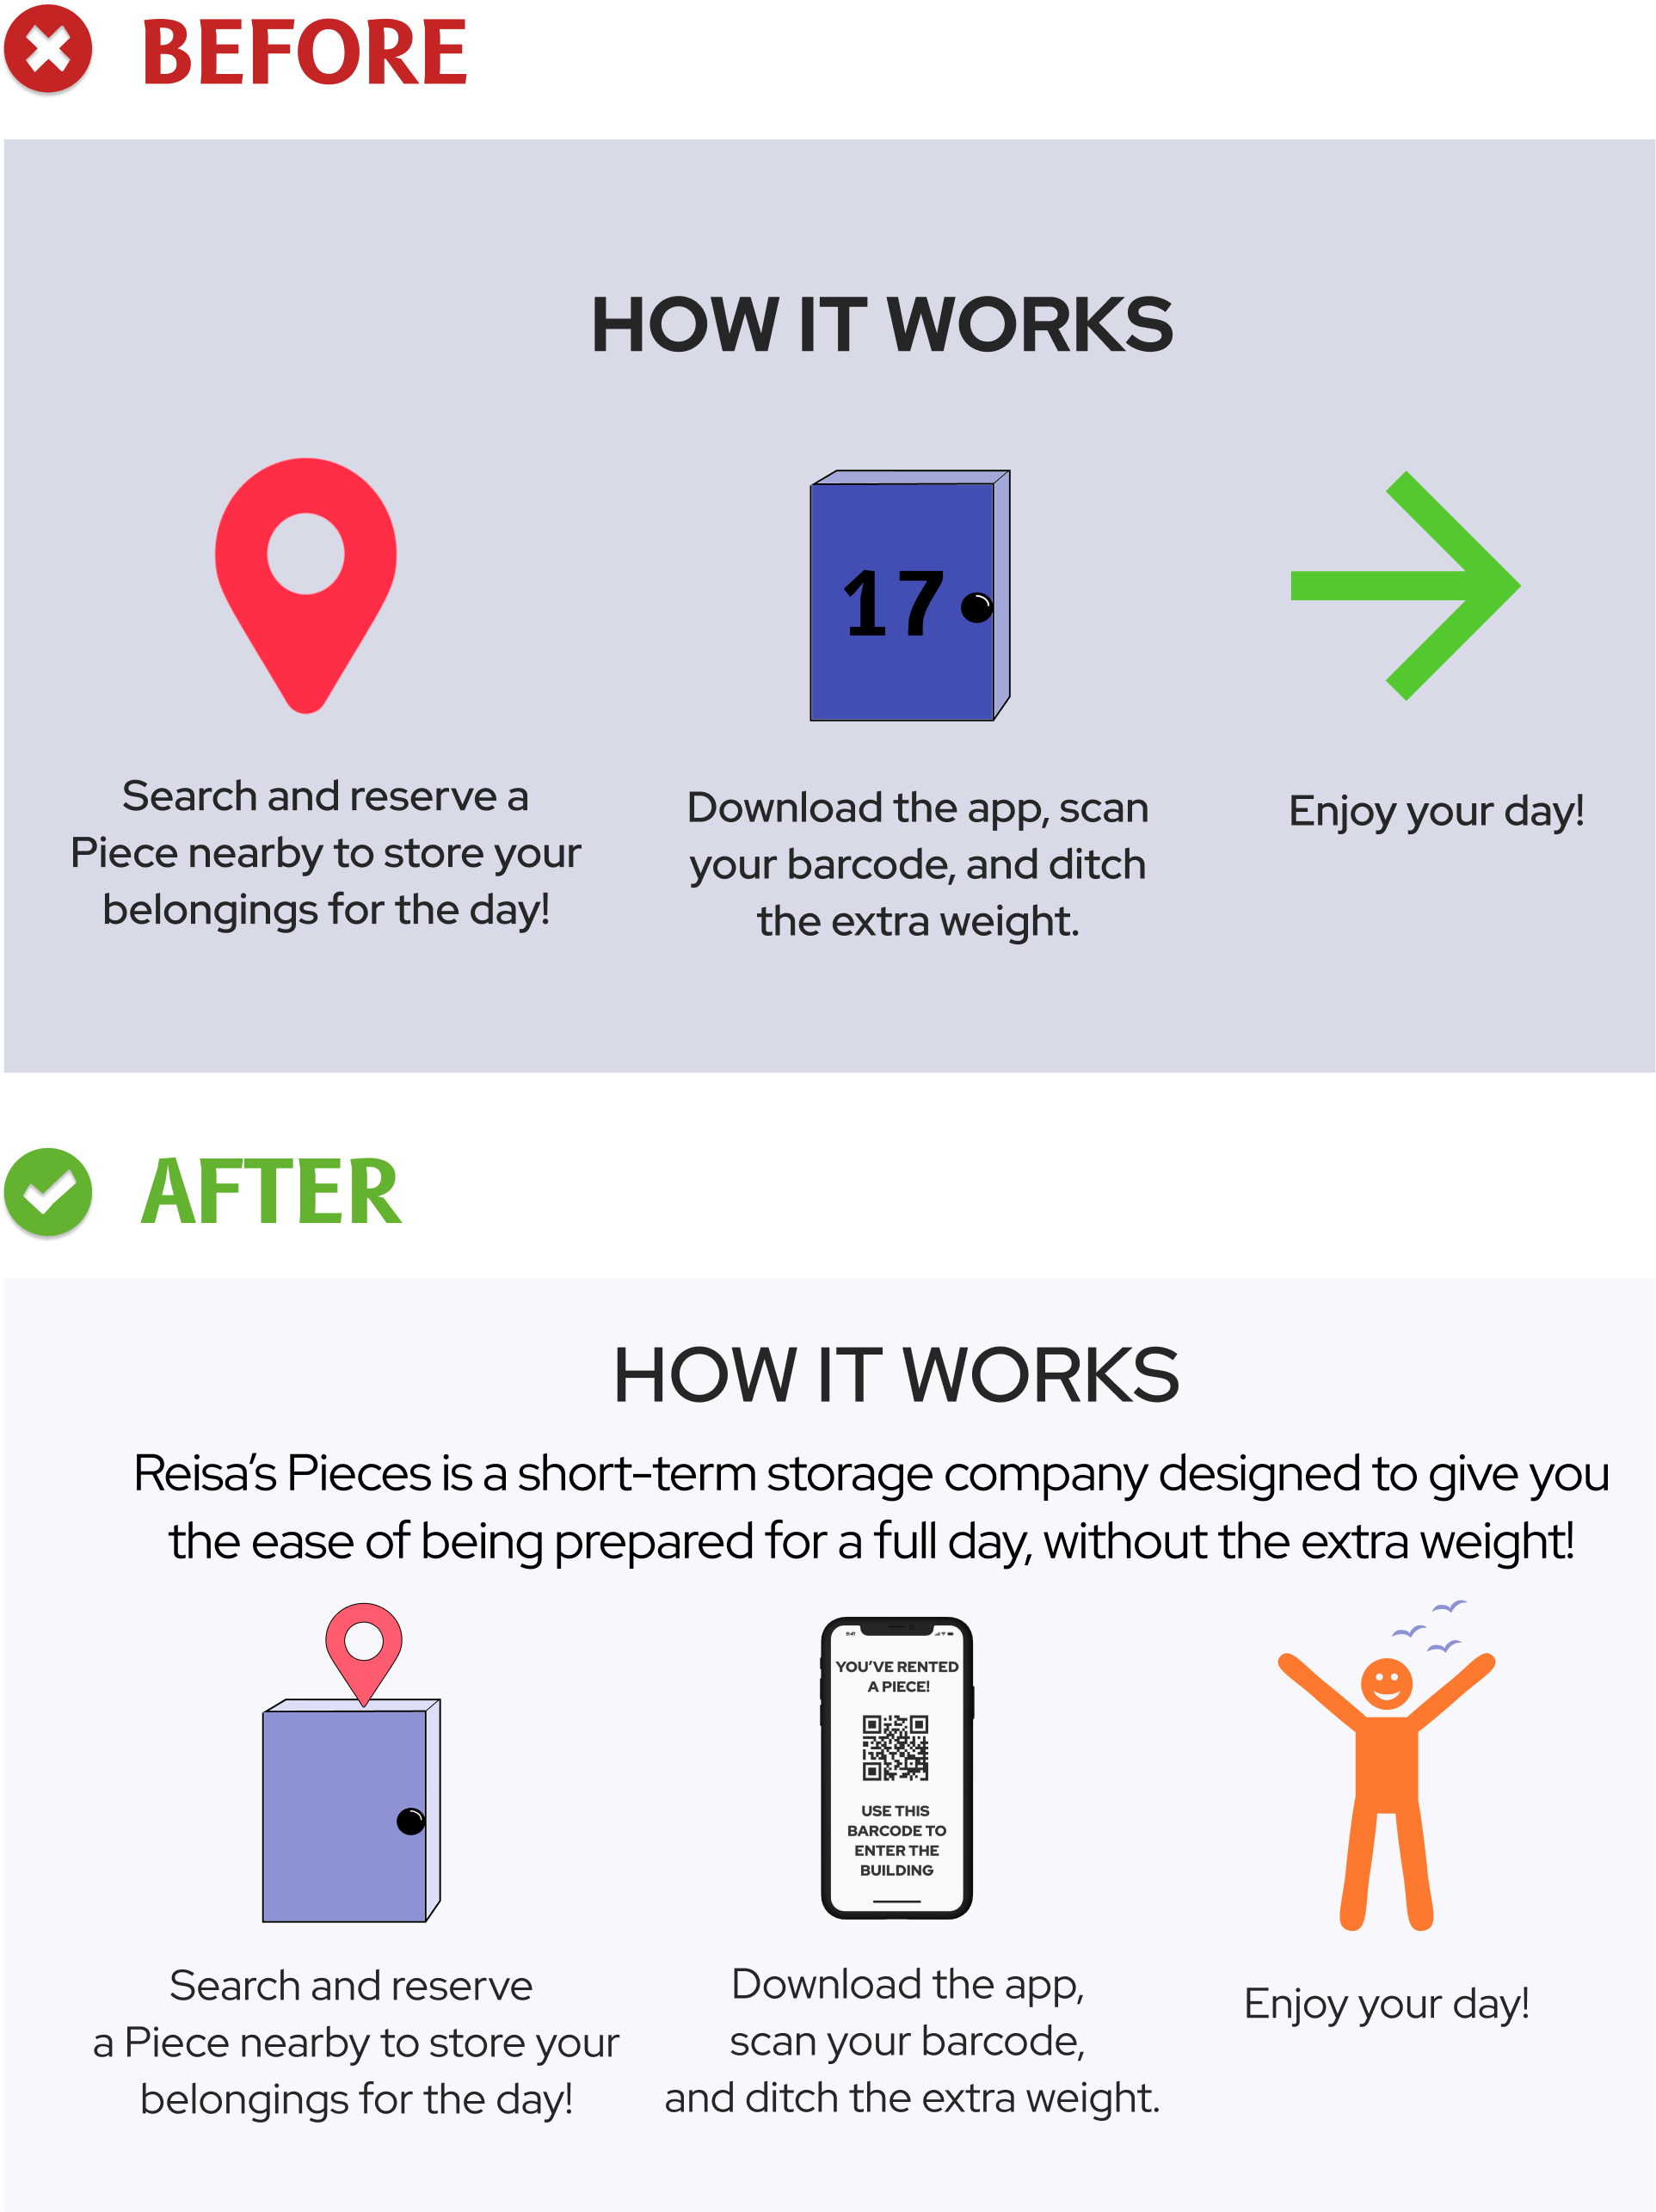 BEFORE
HOW IT WORKS
17
Search and reserve a
Piece nearby to store your
belongings for the day!
Download the app, scan
your barcode, and ditch
the extra weight.
Enjoy your day!
AFTER
HOW IT WORKS
Reisa's Pieces is a short-term storage company designed to give you
the ease of being prepared for a full day, without the extra weight!
9:41
YOU'VE RENTED
A PIECE!
USE THIS
BARCODE TO
ENTER THE
BUILDING
Search and reserve
a Piece nearby to store your
belongings for the day!
Download the app,
scan your barcode,
and ditch the extra weight.
Enjoy your day!